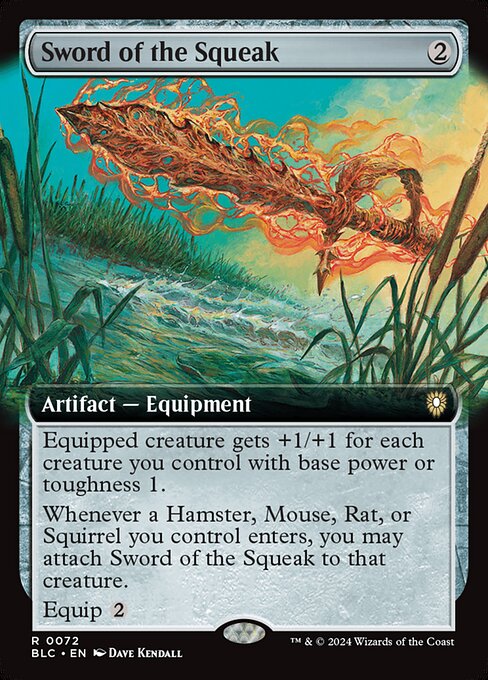 Sword of the Squeak 2
Artifact — Equipment
Equipped creature gets +1/+1 for each
creature you control with base power or
toughness 1.
Whenever a Hamster, Mouse, Rat, or
Squirrel you control enters, you may
attach Sword of the Squeak to that
creature.
Equip 2
R 0072
BLC • EN DAVE KENDALL
™ & © 2024 Wizards of the Coast